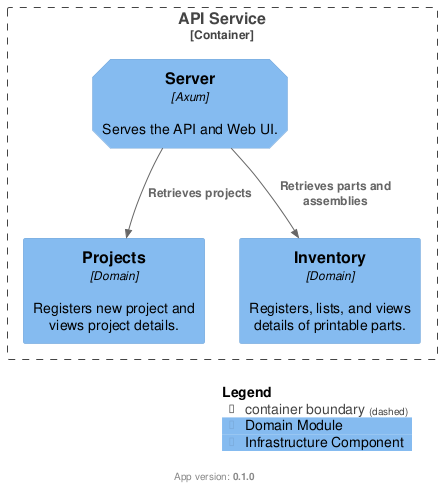 API Service
[Container]
Server
[Axum]
Serves the API and Web UI.
Retrieves projects
Retrieves parts and
assemblies
Projects
[Domain]
Registers new project and
views project details.
Inventory
[Domain]
Registers, lists, and views
details of printable parts.
Legend
container boundary (dashed)
Domain Module
Infrastructure Component
App version: 0.1.0